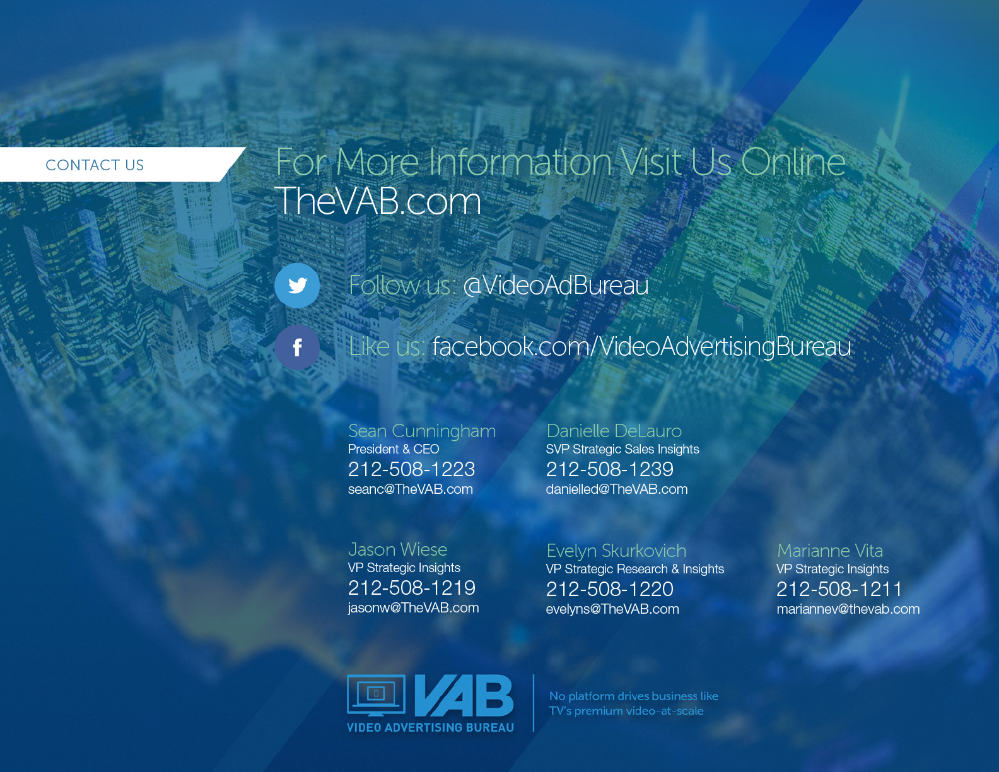 CONTACT US
For More Information Visit Us Online
TheVAB.com
Follow us: @VideoAdBureau
f
Like us: facebook.com/VideoAdvertisingBureau
Sean Cunningham
President & CEO
212-508-1223
seanc@TheVAB.com
Danielle DeLauro
SVP Strategic Sales Insights
212-508-1239
danielled@TheVAB.com
Jason Wiese
VP Strategic Insights
212-508-1219
jasonw@TheVAB.com
Evelyn Skurkovich
VP Strategic Research & Insights
212-508-1220
evelyns@TheVAB.com
Marianne Vita
VP Strategic Insights
212-508-1211
mariannev@thevab.com
VAB
VIDEO ADVERTISING BUREAU
No platform drives business like
TV's premium video-at-scale